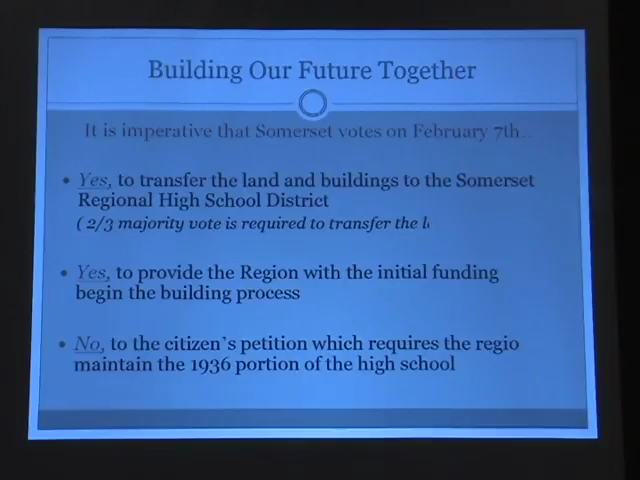 Building Our Future Together
It is imperative that Somerset votes on February 7th..
• Yes, to transfer the land and buildings to the Somerset
Regional High School District
( 2/3 majority vote is required to transfer the
• Yes, to provide the Region with the initial funding
begin the building process
• No, to the citizen's petition which requires the regio
maintain the 1936 portion of the high school